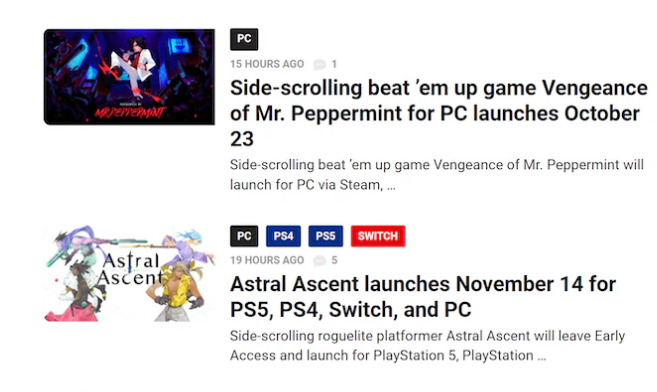 PC
15 HOURS AGO 1
Side-scrolling beat ’em up game Vengeance
of Mr. Peppermint for PC launches October
23
Side-scrolling beat ’em up game Vengeance of Mr. Peppermint will
launch for PC via Steam, ...
MR.PEPPERMINT
PC PS4 PS5 SWITCH
19 HOURS AGO 5
Astral Ascent launches November 14 for
PS5, PS4, Switch, and PC
Side-scrolling roguelite platformer Astral Ascent will leave Early
Access and launch for PlayStation 5, PlayStation ...
Astral
Ascent